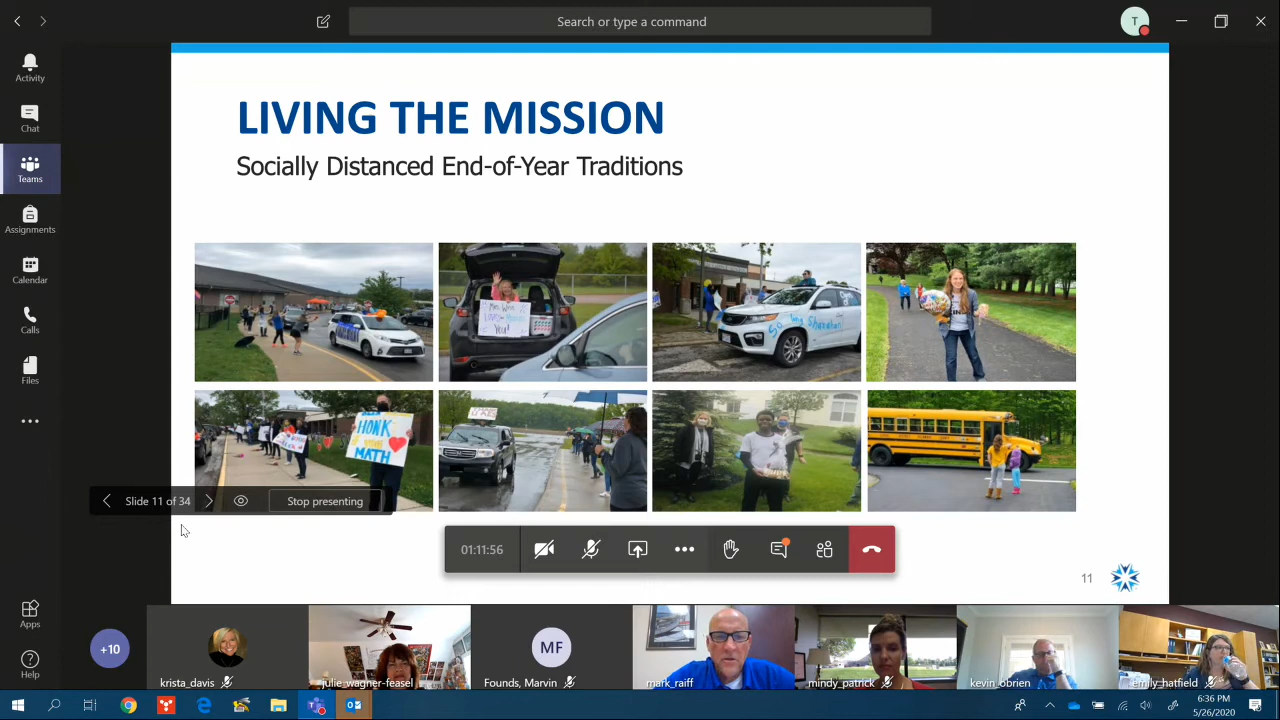 Search or type a command
T
Activity
Chat
Teams
Assignments
Calendar
Calls
Files
Apps
Help
LIVING THE MISSION
Socially Distanced End-of-Year Traditions
HONK
MATH
Slide 11 of 34
Stop presenting
01:11:56
11
+10
krista_davis
julie_wagner-feasel
MF
Founds, Marvin
mark_raiff
mindy_patrick
kevin_obrien
emily_hatfield
6:36 PM
5/26/2020